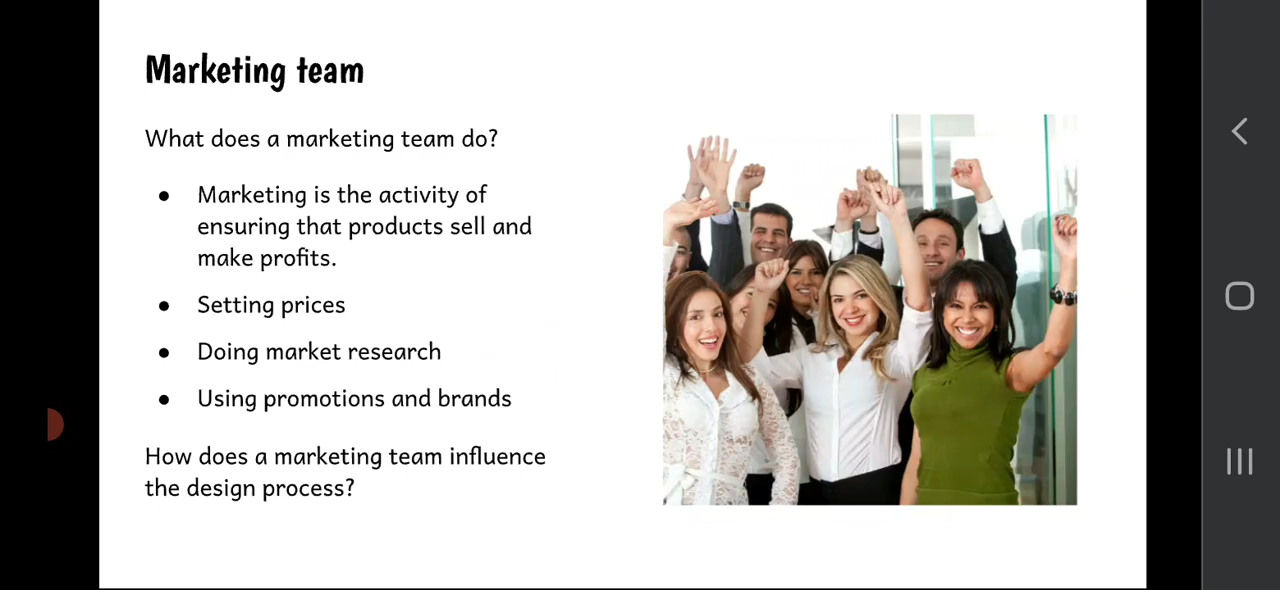 Marketing team
What does a marketing team do?
● Marketing is the activity of
ensuring that products sell and
make profits.
● Setting prices
● Doing market research
● Using promotions and brands
How does a marketing team influence
the design process?